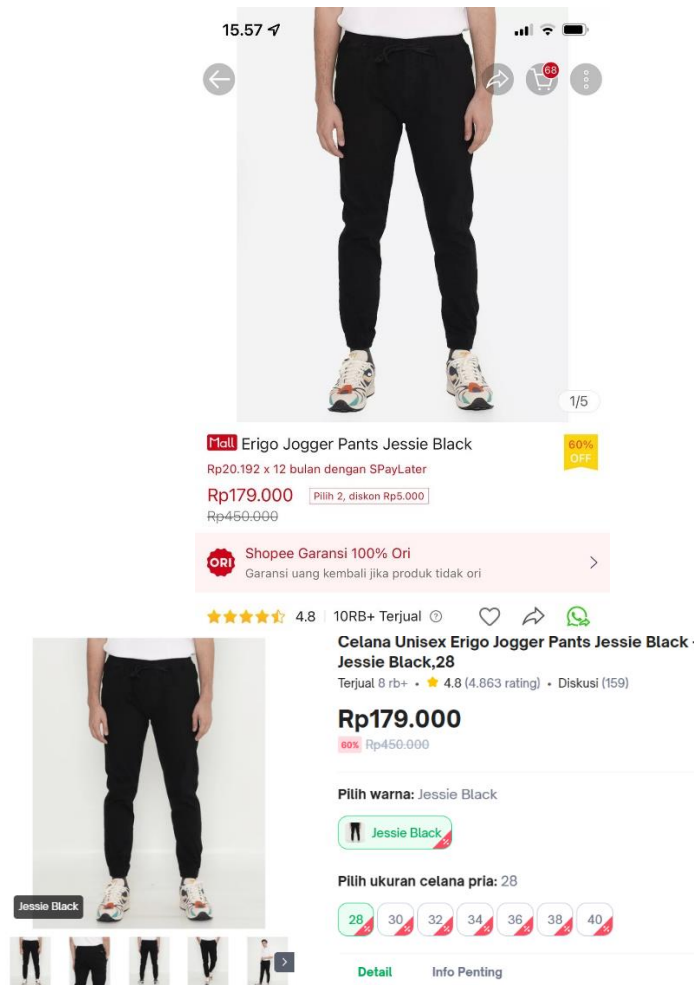 15.57
68
1/5
Mall Erigo Jogger Pants Jessie Black
60%
OFF
Rp20.192 x 12 bulan dengan SPayLater
Rp179.000 Pilih 2, diskon Rp5.000
Rp450.000
ORI
Shopee Garansi 100% Ori
Garansi uang kembali jika produk tidak ori
4.8 10RB+ Terjual
Celana Unisex Erigo Jogger Pants Jessie Black -
Jessie Black,28
Terjual 8 rb+ • 4.8 (4.863 rating) • Diskusi (159)
Rp179.000
60% Rp450.000
Pilih warna: Jessie Black
Jessie Black
Pilih ukuran celana pria: 28
28 30 32 34 36 38 40
Jessie Black
Detail Info Penting